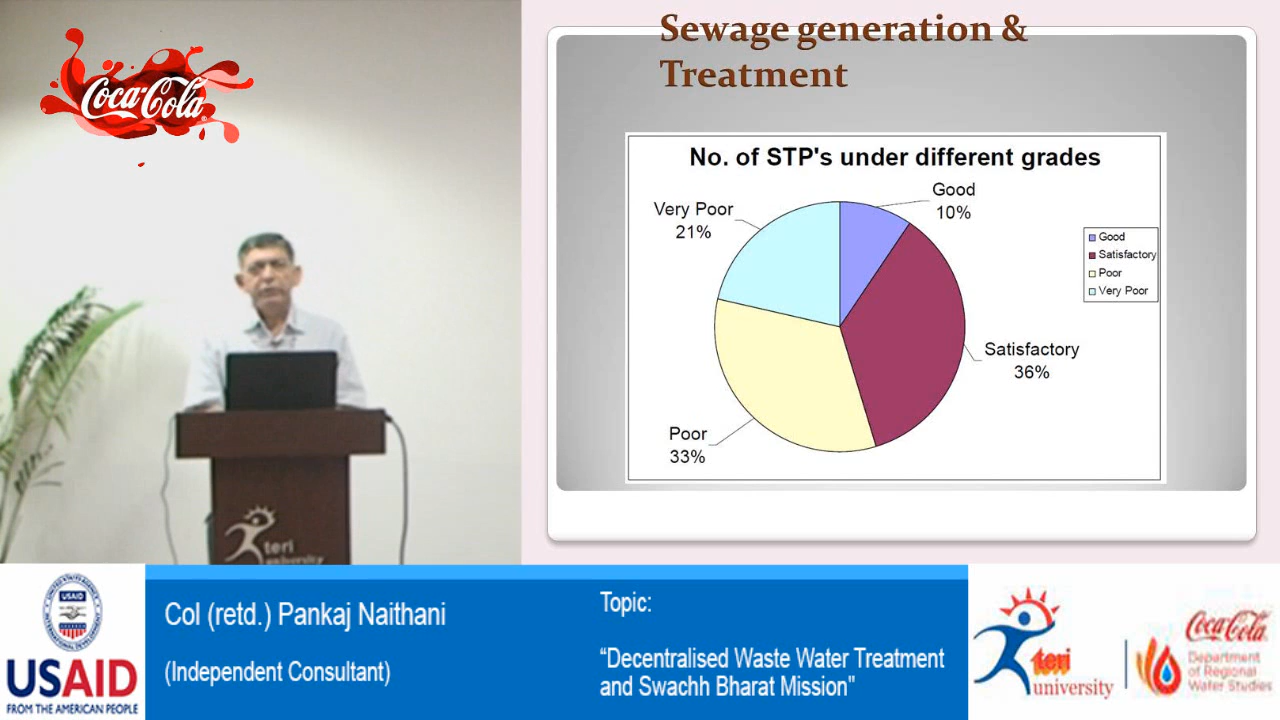 Coca-Cola
Sewage generation &
Treatment
No. of STP's under different grades
Good
10%
Very Poor
21%
Satisfactory
36%
Poor
33%
Good
Satisfactory
Poor
Very Poor
teri
university
USAID
USAID
FROM THE AMERICAN PEOPLE
Col (retd.) Pankaj Naithani
(Independent Consultant)
Topic:
“Decentralised Waste Water Treatment
and Swachh Bharat Mission"
teri
university
Coca-Cola
Department
of Regional
Water Studies